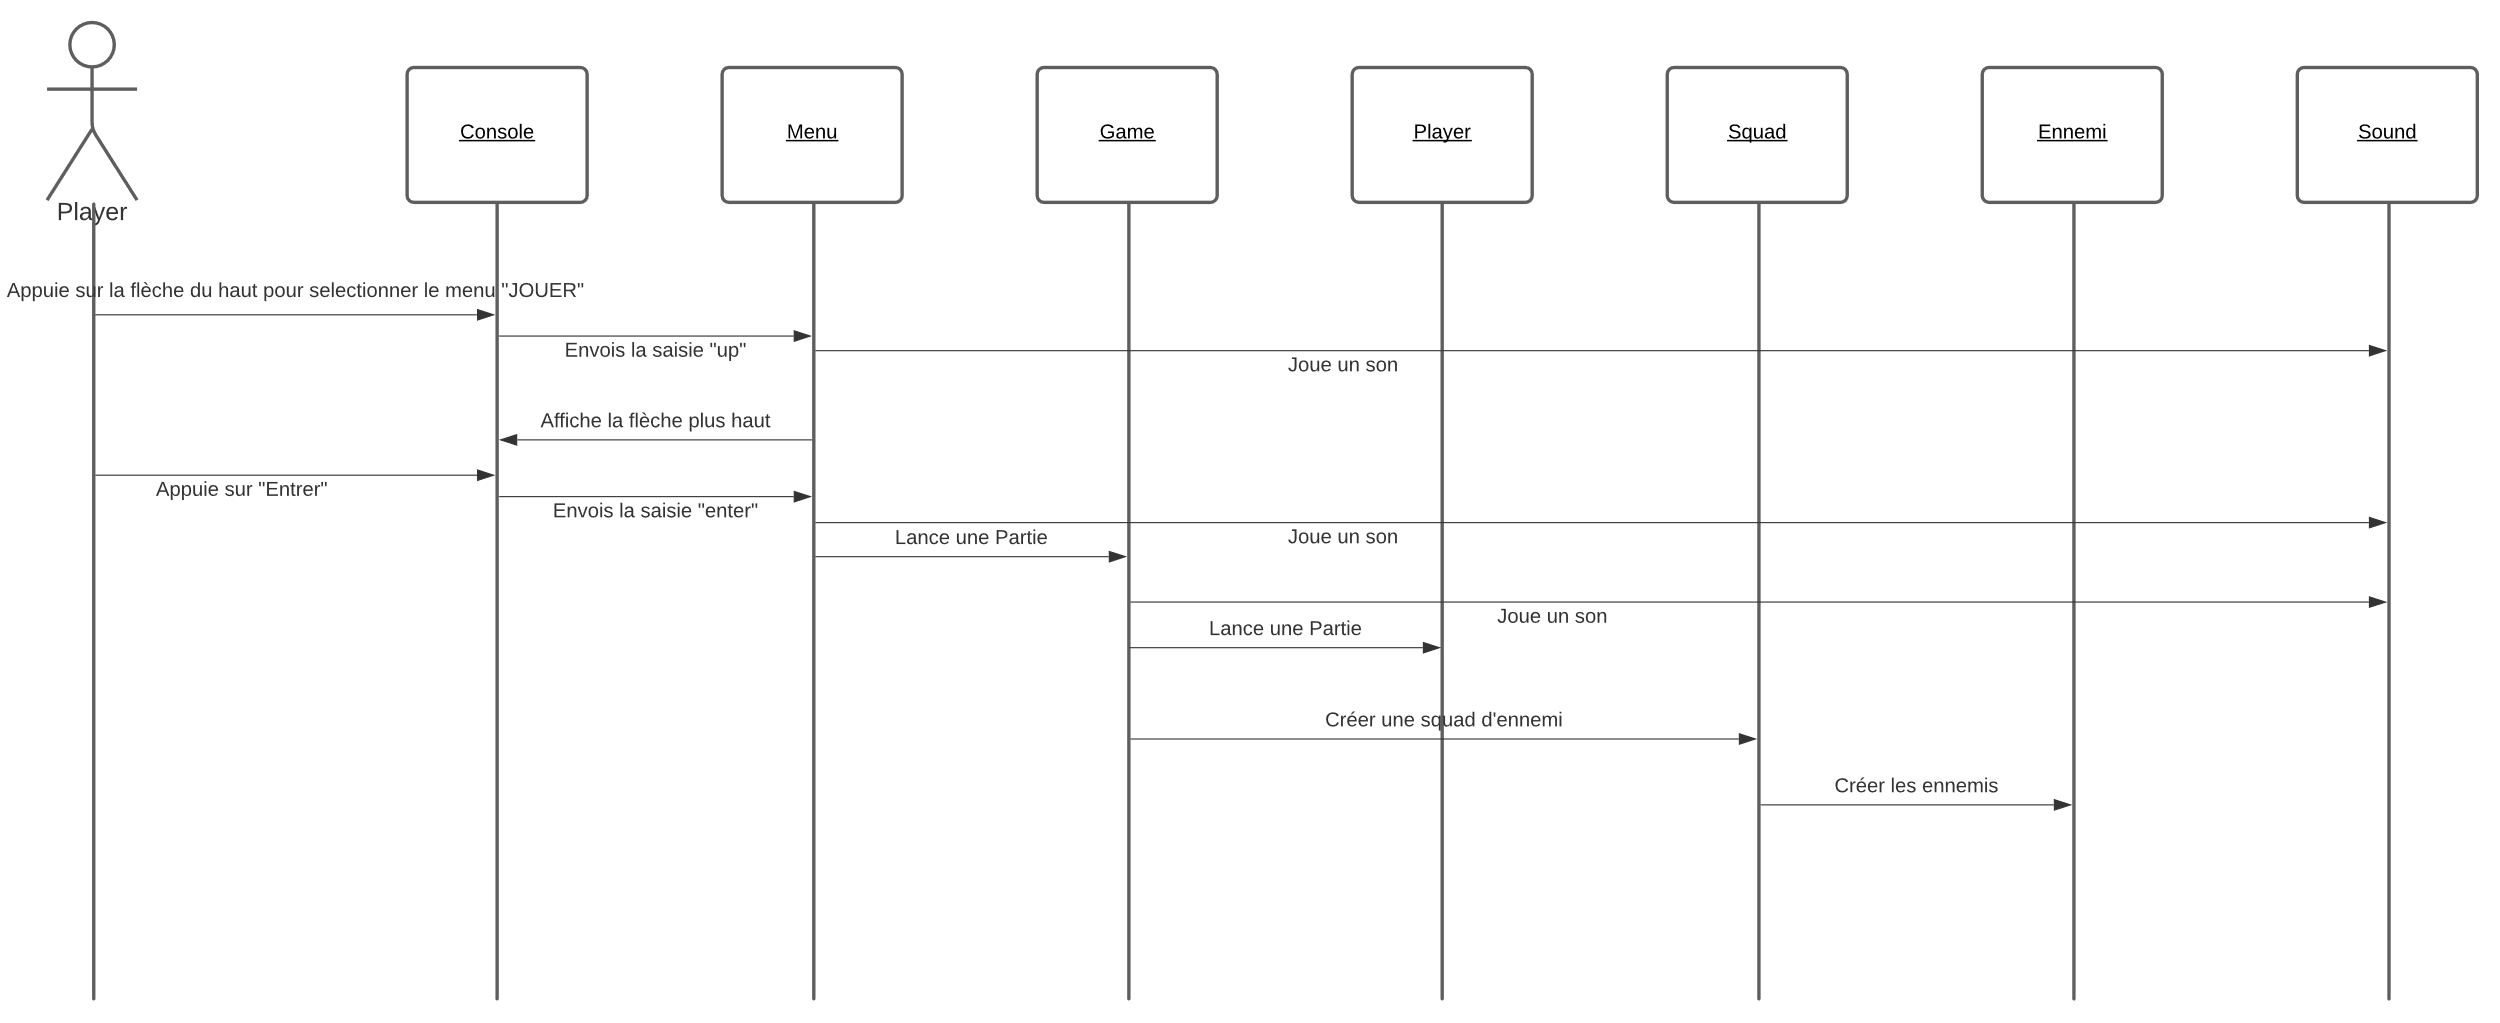 Player
Console
Menu
Game
Player
Squad
Ennemi
Sound
Appuie sur la flèche du haut pour selectionner le menu "JOUER"
Envois la saisie "up"
Joue un son
Affiche la flèche plus haut
Appuie sur "Entrer"
Envois la saisie "enter"
Joue un son
Lance une Partie
Joue un son
Lance une Partie
Créer une squad d'ennemi
Créer les ennemis